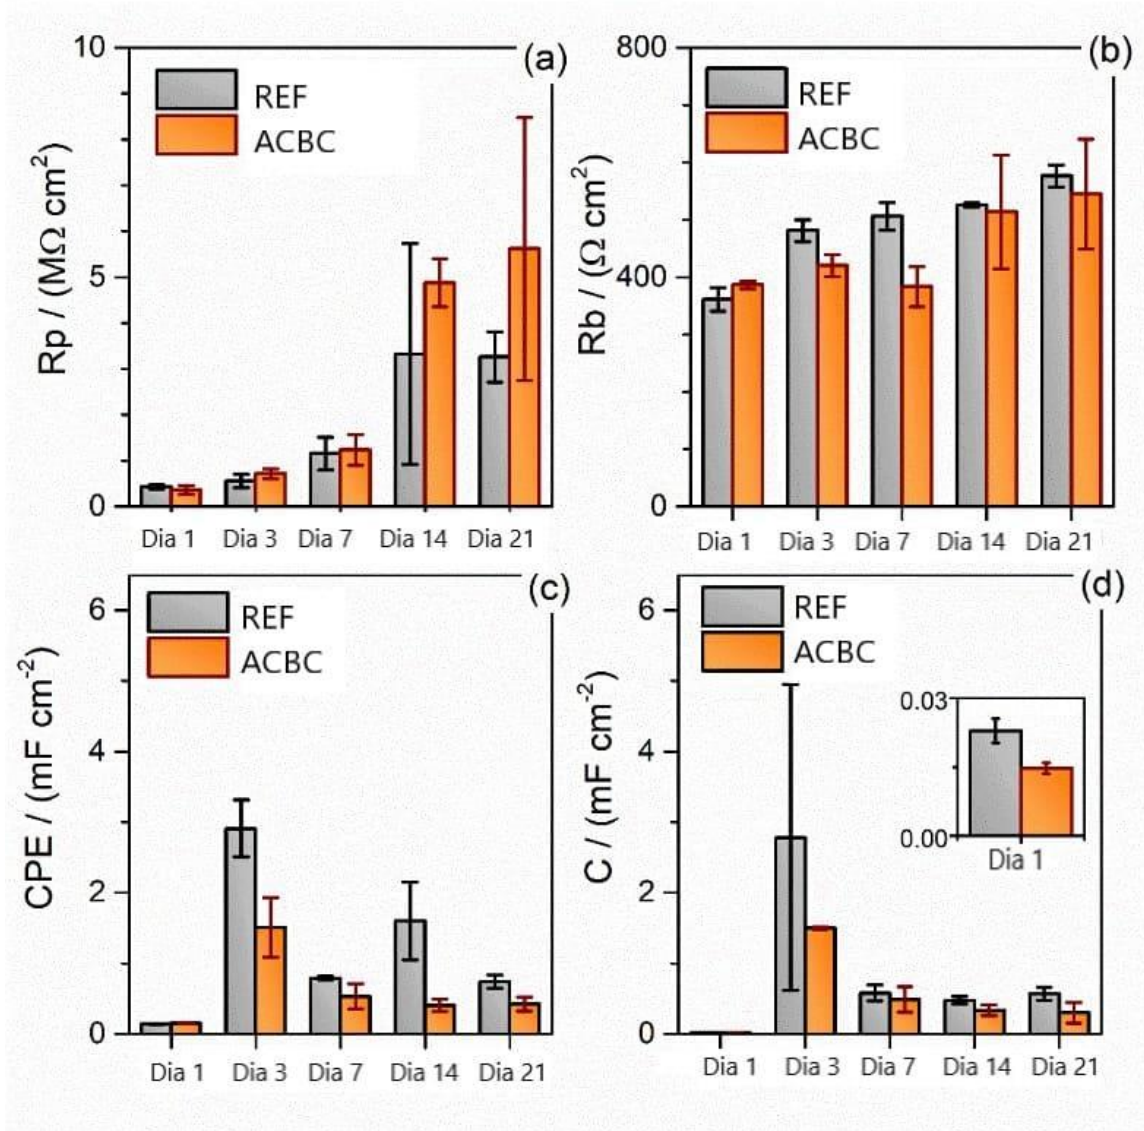 (a)
10
5
0
Rp / (MΩ cm²)
REF
ACBC
Dia 1 Dia 3 Dia 7 Dia 14 Dia 21
(b)
800
400
0
Rb / (Ω cm²)
REF
ACBC
Dia 1 Dia 3 Dia 7 Dia 14 Dia 21
(c)
6
4
2
0
CPE / (mF cm⁻²)
REF
ACBC
Dia 1 Dia 3 Dia 7 Dia 14 Dia 21
(d)
6
4
2
0
C / (mF cm⁻²)
REF
ACBC
0.03
0.00
Dia 1
Dia 1 Dia 3 Dia 7 Dia 14 Dia 21